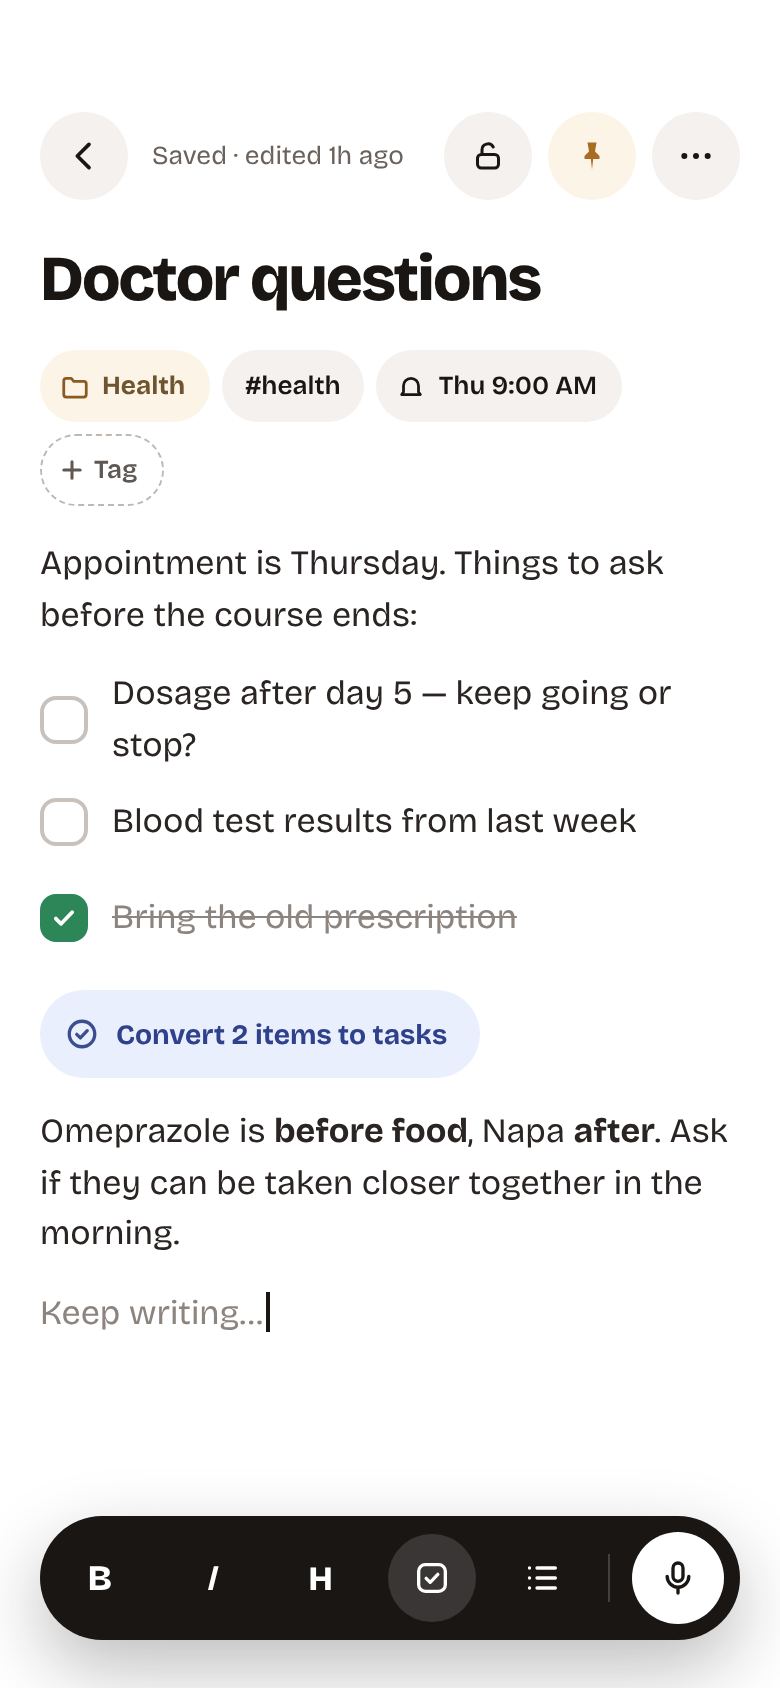 Saved · edited 1h ago
Doctor questions
Health
#health
Thu 9:00 AM
+ Tag
Appointment is Thursday. Things to ask
before the course ends:
Dosage after day 5 — keep going or
stop?
Blood test results from last week
Bring the old prescription
Convert 2 items to tasks
Omeprazole is before food, Napa after. Ask
if they can be taken closer together in the
morning.
Keep writing...
B I H